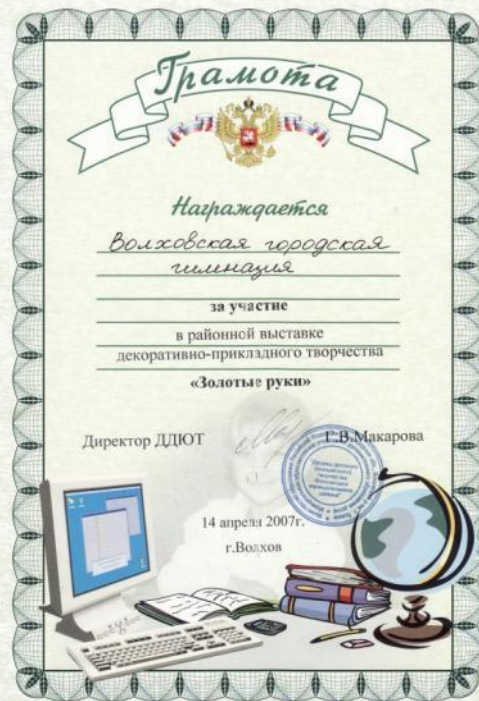 Грамота
Награждается
Волховская городская
гимназия
за участие
в районной выставке
декоративно-прикладного творчества
«Золотые руки»
Директор ДДЮТ Г.В.Макарова
14 апреля 2007г.
г.Волхов